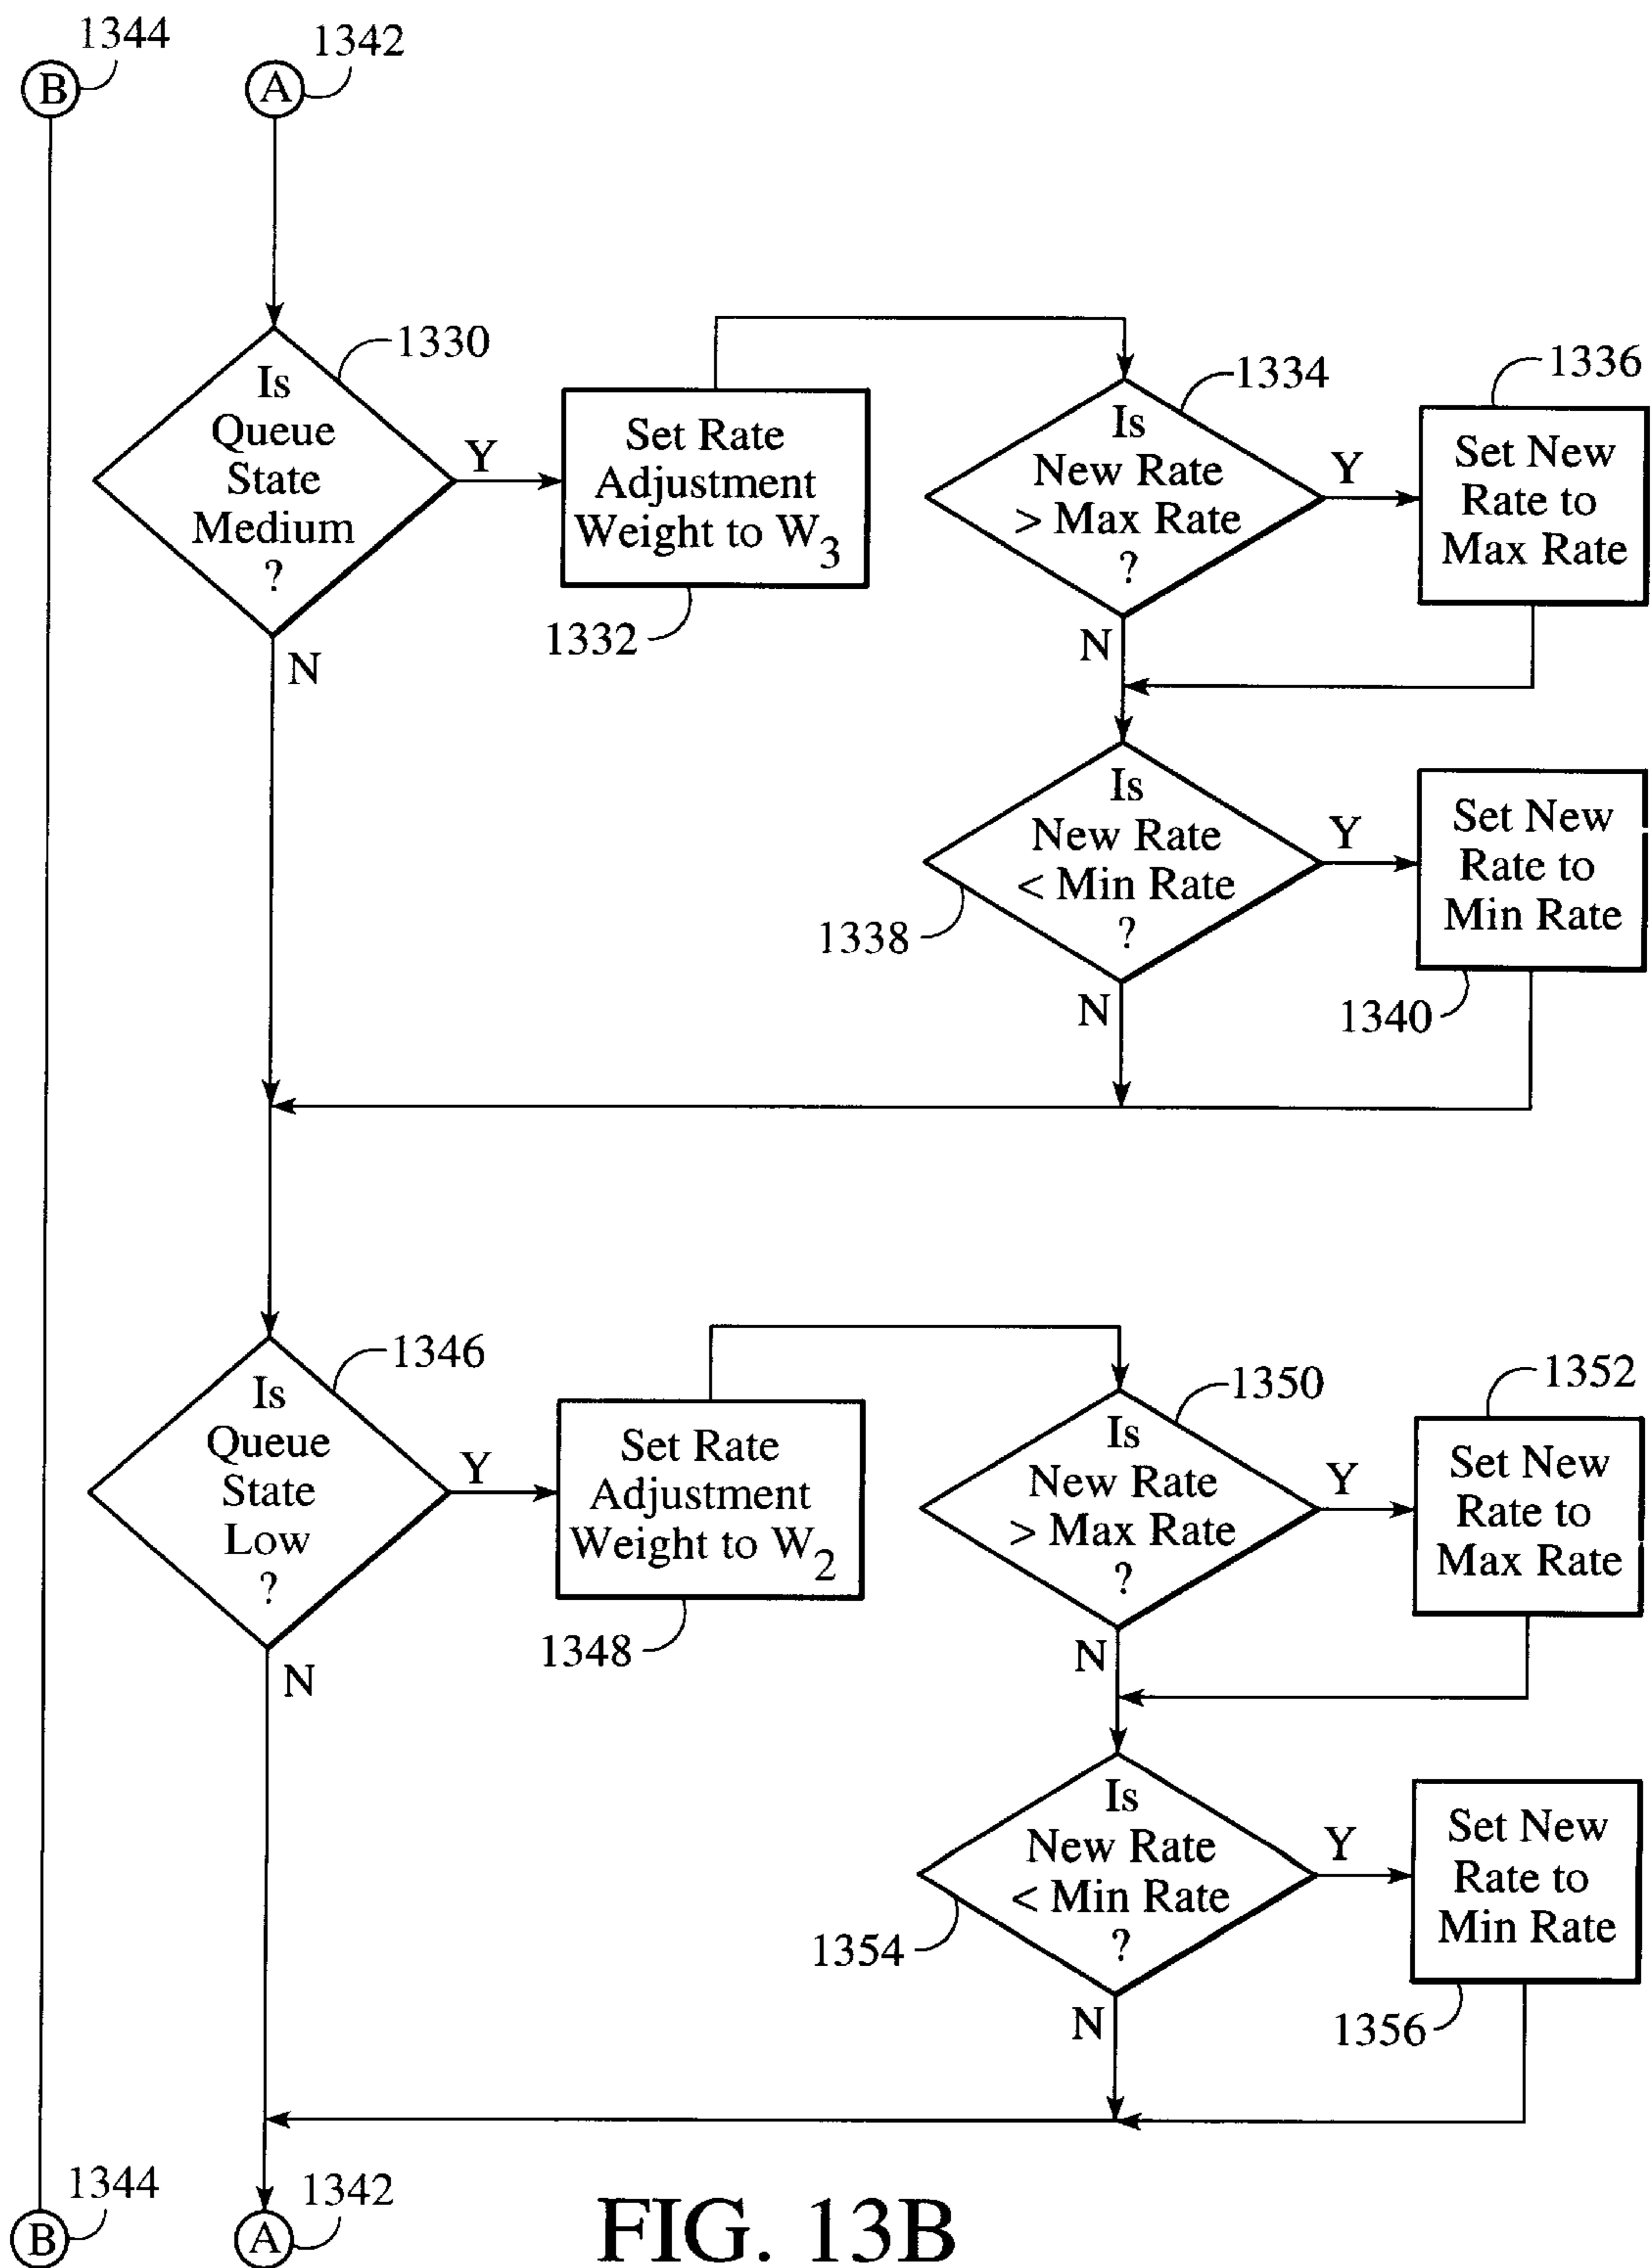 1344
1342
B
A
1330
Is
Queue
State
Medium
?
Y
N
Set Rate
Adjustment
Weight to W3
1332
1334
Is
New Rate
> Max Rate
?
Y
N
1336
Set New
Rate to
Max Rate
Is
New Rate
< Min Rate
?
1338
Y
N
Set New
Rate to
Min Rate
1340
1346
Is
Queue
State
Low
?
Y
N
Set Rate
Adjustment
Weight to W2
1348
1350
Is
New Rate
> Max Rate
?
Y
N
1352
Set New
Rate to
Max Rate
Is
New Rate
< Min Rate
?
1354
Y
N
Set New
Rate to
Min Rate
1356
1344
1342
B
A
FIG. 13B